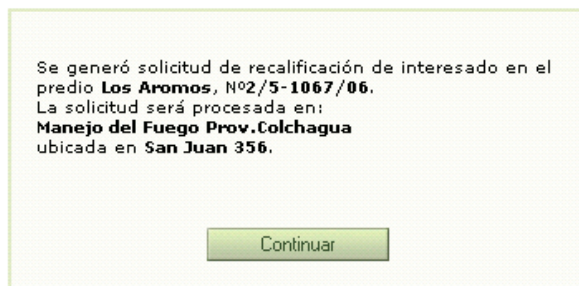 Se generó solicitud de recalificación de interesado en el
predio Los Aromos, Nº2/5-1067/06.
La solicitud será procesada en:
Manejo del Fuego Prov.Colchagua
ubicada en San Juan 356.
Continuar